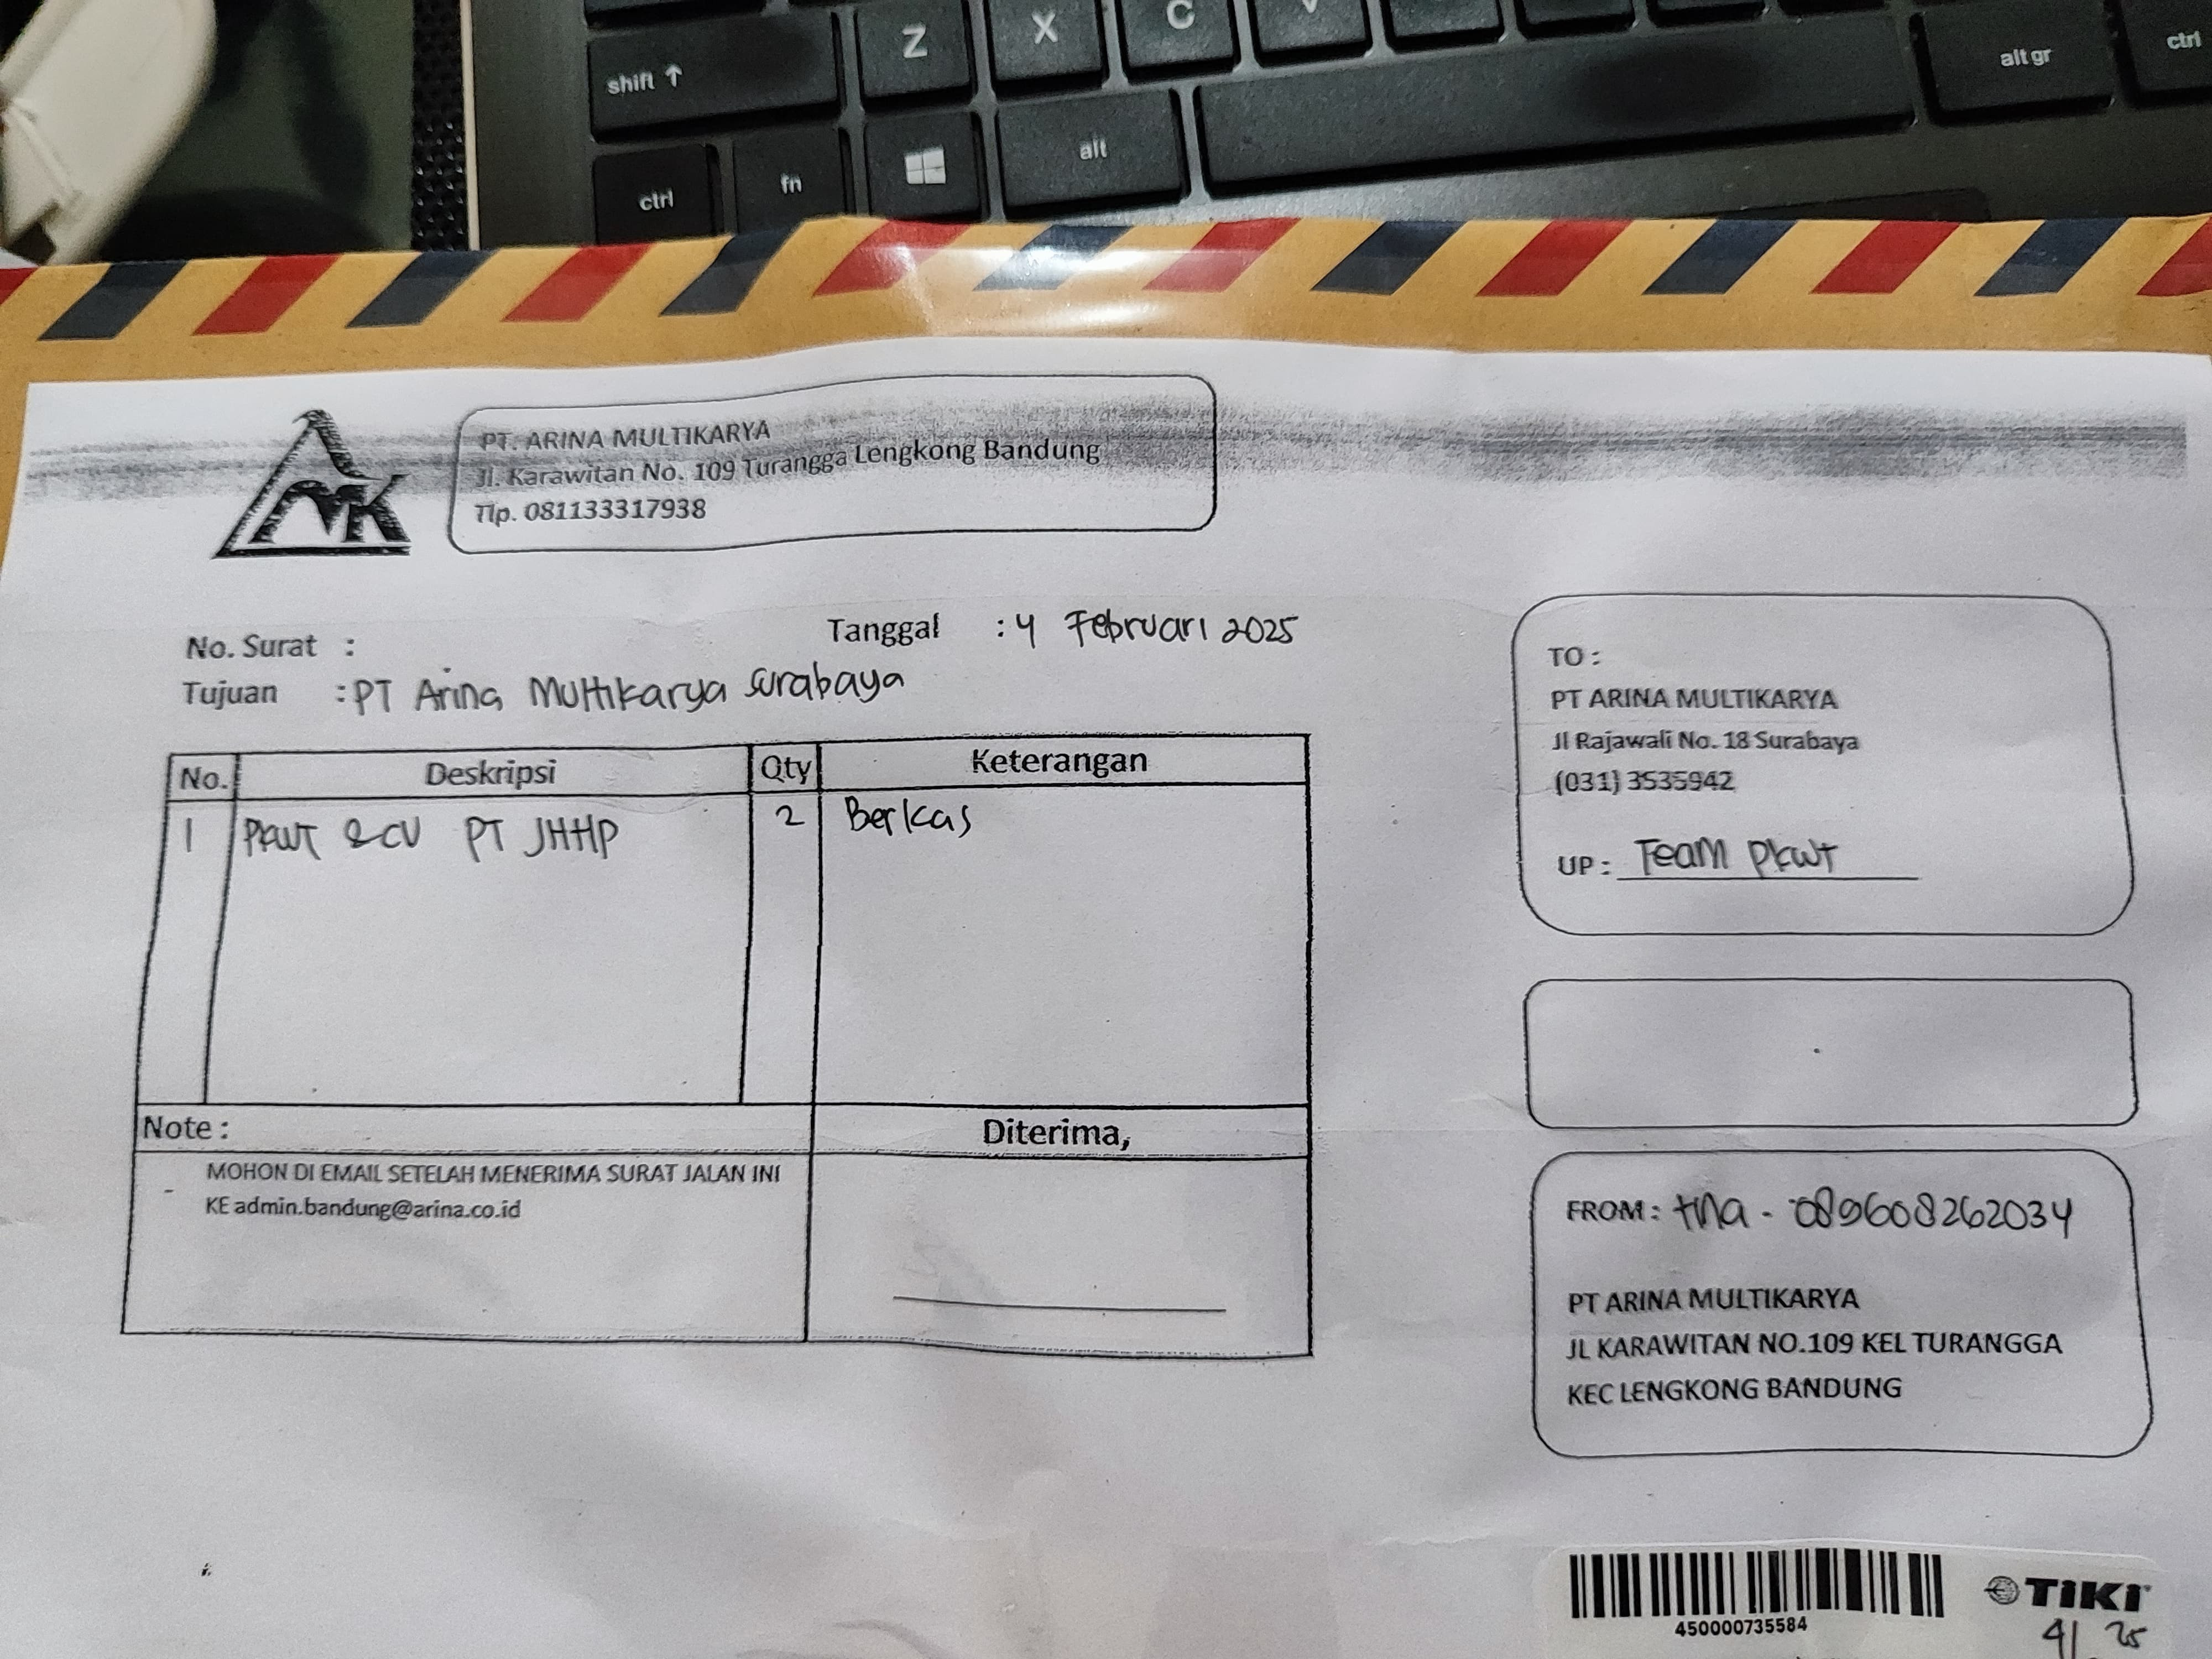 Z X C V
shift ↑
alt gr
ctrl
ctrl fn alt
AMK
PT. ARINA MULTIKARYA
Jl. Karawitan No. 109 Turangga Lengkong Bandung
Tlp. 081133317938
No. Surat :
Tanggal : 4 Februari 2025
Tujuan : PT Arina Multikarya Surabaya
No. Deskripsi Qty Keterangan
1 PKWT & CV PT JHHP 2 Berkas
Note : Diterima,
- MOHON DI EMAIL SETELAH MENERIMA SURAT JALAN INI
KE admin.bandung@arina.co.id
TO :
PT ARINA MULTIKARYA
Jl Rajawali No. 18 Surabaya
(031) 3535942
UP : Team PKWT
FROM : tina - 089608262034
PT ARINA MULTIKARYA
JL KARAWITAN NO.109 KEL TURANGGA
KEC LENGKONG BANDUNG
TiKi
450000735584
4/ 25